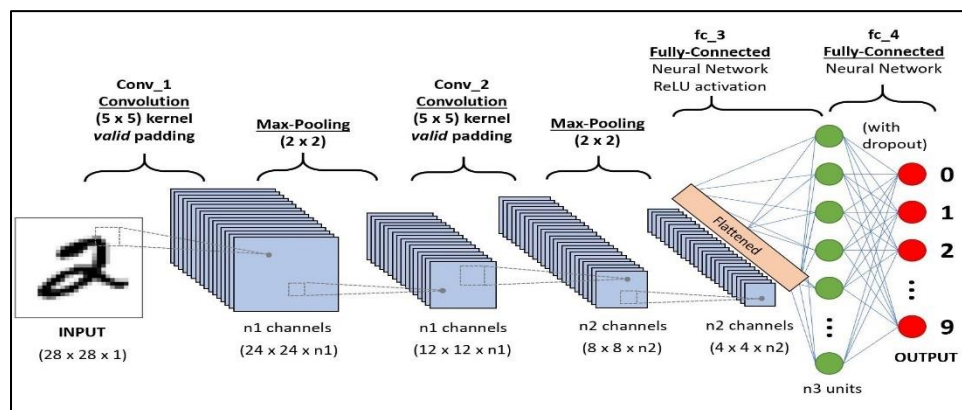 fc_3
Fully-Connected
Neural Network
ReLU activation
fc_4
Fully-Connected
Neural Network
Conv_1
Convolution
(5 x 5) kernel
valid padding
Max-Pooling
(2 x 2)
Conv_2
Convolution
(5 x 5) kernel
valid padding
Max-Pooling
(2 x 2)
(with
dropout)
2
INPUT
(28 x 28 x 1)
n1 channels
(24 x 24 x n1)
n1 channels
(12 x 12 x n1)
n2 channels
(8 x 8 x n2)
n2 channels
(4 x 4 x n2)
Flattened
n3 units
0
1
2
9
OUTPUT